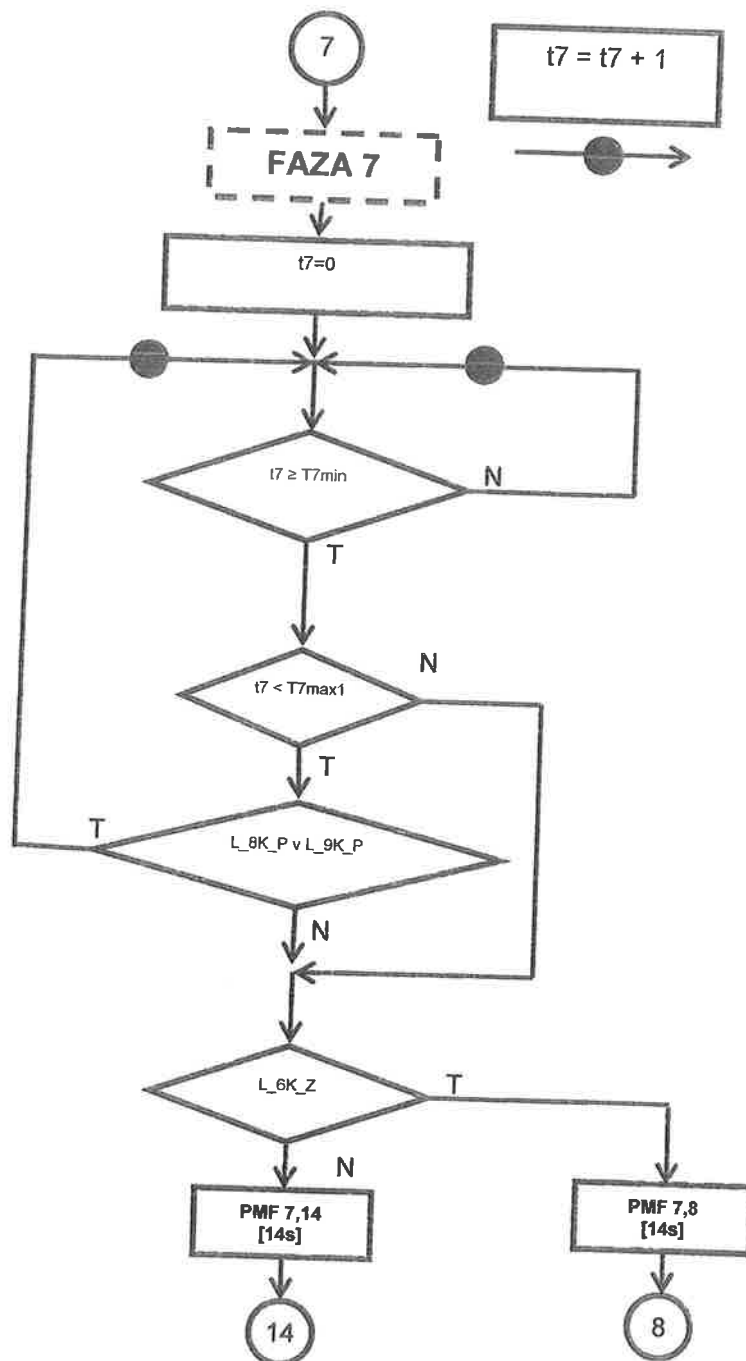 7
t7 = t7 + 1
FAZA 7
t7=0
t7 ≥ T7min
N
T
t7 < T7max1
N
T
L_8K_P v L_9K_P
T
N
L_6K_Z
T
N
PMF 7,14
[14s]
PMF 7,8
[14s]
14
8